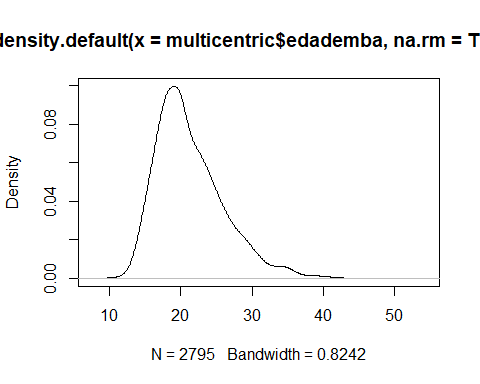 density.default(x = multicentric$edademba, na.rm = T
Density
0.00 0.04 0.08
10 20 30 40 50
N = 2795 Bandwidth = 0.8242